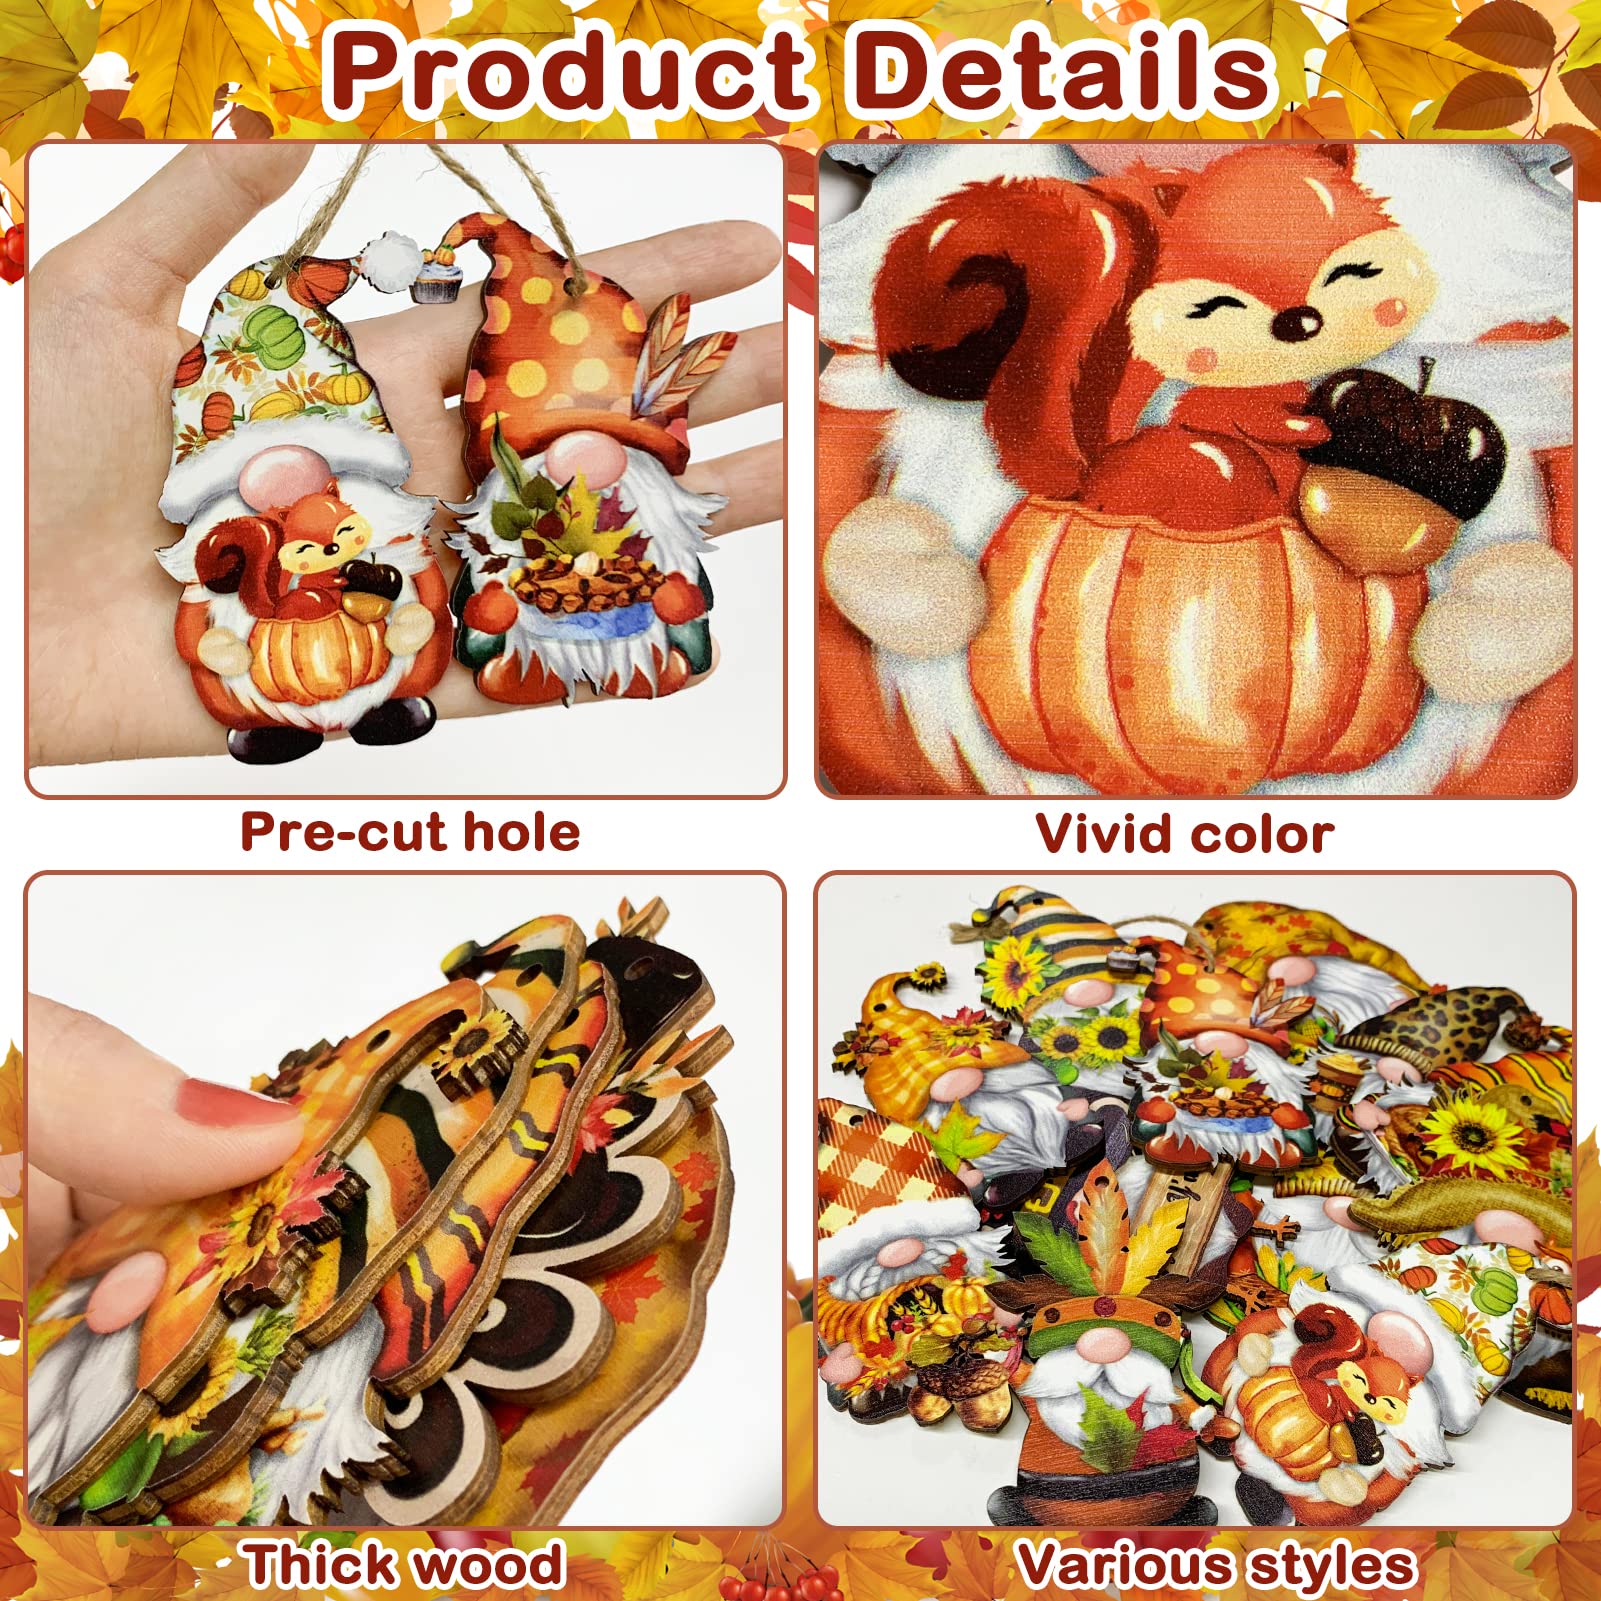 Product Details
Pre-cut hole
Vivid color
Thick wood
Various styles